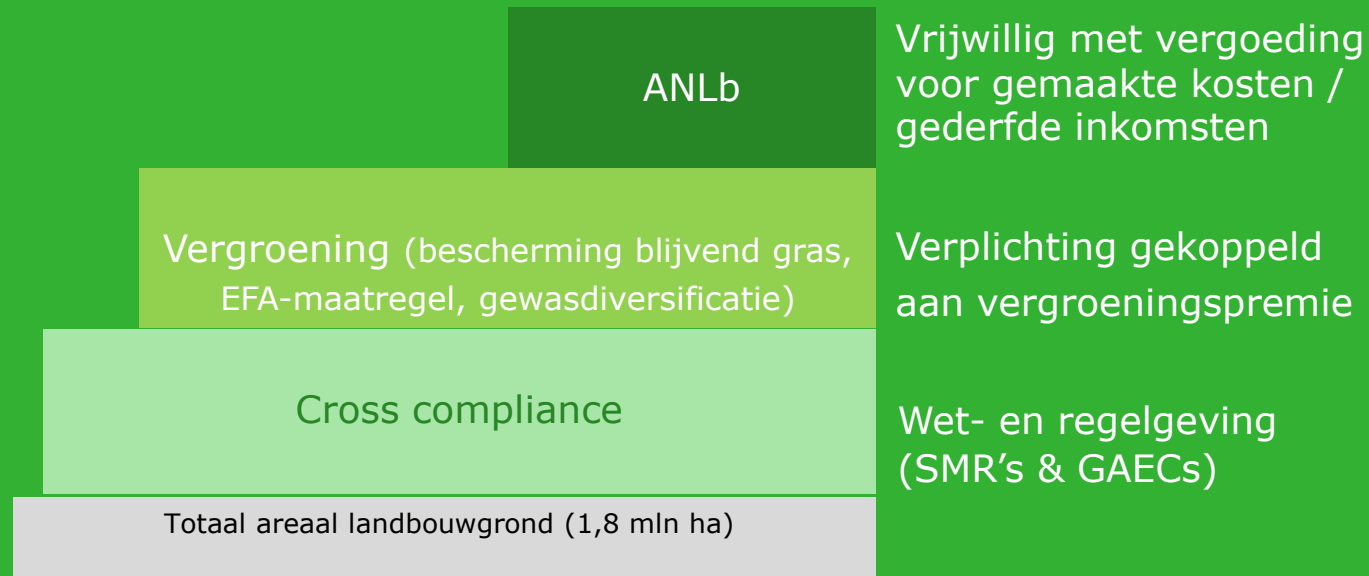 ANLb
Vrijwillig met vergoeding
voor gemaakte kosten /
gederfde inkomsten
Vergroening (bescherming blijvend gras,
EFA-maatregel, gewasdiversificatie)
Verplichting gekoppeld
aan vergroeningspremie
Cross compliance
Wet- en regelgeving
(SMR’s & GAECs)
Totaal areaal landbouwgrond (1,8 mln ha)